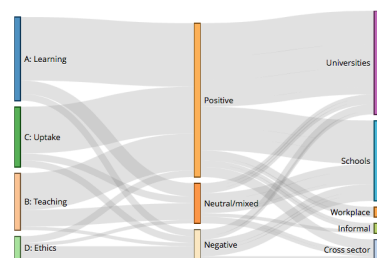 A: Learning
C: Uptake
B: Teaching
D: Ethics
Positive
Neutral/mixed
Negative
Universities
Schools
Workplace
Informal
Cross sector